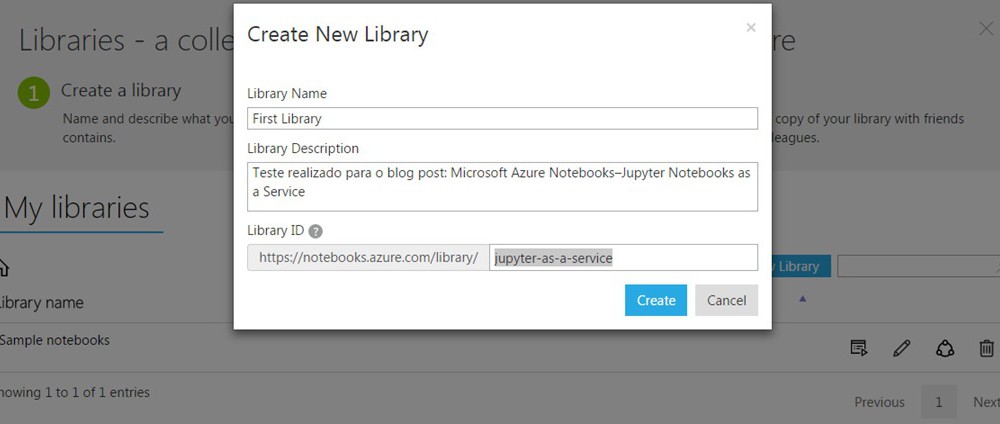 Create New Library
×
Libraries - a colle
re
1
Create a library
Name and describe what you
copy of your library with friends
contains.
lleagues.
Library Name
First Library
Library Description
Teste realizado para o blog post: Microsoft Azure Notebooks–Jupyter Notebooks as
a Service
My libraries
Library ID ?
https://notebooks.azure.com/library/ jupyter-as-a-service
Library
Create Cancel
Library name
Sample notebooks
howing 1 to 1 of 1 entries
Previous 1 Next